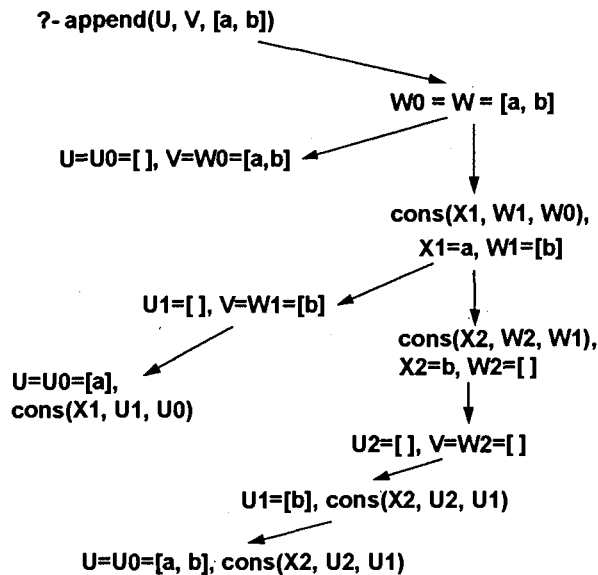 ?- append(U, V, [a, b])
W0 = W = [a, b]
U=U0=[ ], V=W0=[a,b]
cons(X1, W1, W0),
X1=a, W1=[b]
U1=[ ], V=W1=[b]
cons(X2, W2, W1),
X2=b, W2=[ ]
U=U0=[a],
cons(X1, U1, U0)
U2=[ ], V=W2=[ ]
U1=[b], cons(X2, U2, U1)
U=U0=[a, b], cons(X2, U2, U1)